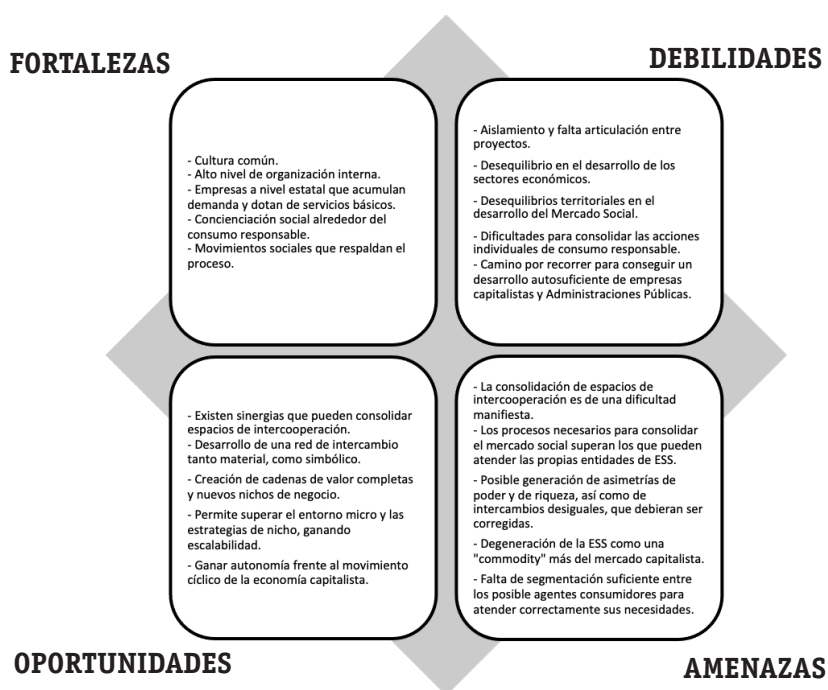 FORTALEZAS
DEBILIDADES
- Cultura común.
- Alto nivel de organización interna.
- Empresas a nivel estatal que acumulan
demanda y dotan de servicios básicos.
- Concienciación social alrededor del
consumo responsable.
- Movimientos sociales que respaldan el
proceso.
- Aislamiento y falta articulación entre
proyectos.
- Desequilibrio en el desarrollo de los
sectores económicos.
- Desequilibrios territoriales en el
desarrollo del Mercado Social.
- Dificultades para consolidar las acciones
individuales de consumo responsable.
- Camino por recorrer para conseguir un
desarrollo autosuficiente de empresas
capitalistas y Administraciones Públicas.
- Existen sinergias que pueden consolidar
espacios de intercooperación.
- Desarrollo de una red de intercambio
tanto material, como simbólico.
- Creación de cadenas de valor completas
y nuevos nichos de negocio.
- Permite superar el entorno micro y las
estrategias de nicho, ganando
escalabilidad.
- Ganar autonomía frente al movimiento
cíclico de la economía capitalista.
- La consolidación de espacios de
intercooperación es de una dificultad
manifiesta.
- Los procesos necesarios para consolidar
el mercado social superan los que pueden
atender las propias entidades de ESS.
- Posible generación de asimetrías de
poder y de riqueza, así como de
intercambios desiguales, que debieran ser
corregidas.
- Degeneración de la ESS como una
"commodity" más del mercado capitalista.
- Falta de segmentación suficiente entre
los posible agentes consumidores para
atender correctamente sus necesidades.
OPORTUNIDADES
AMENAZAS